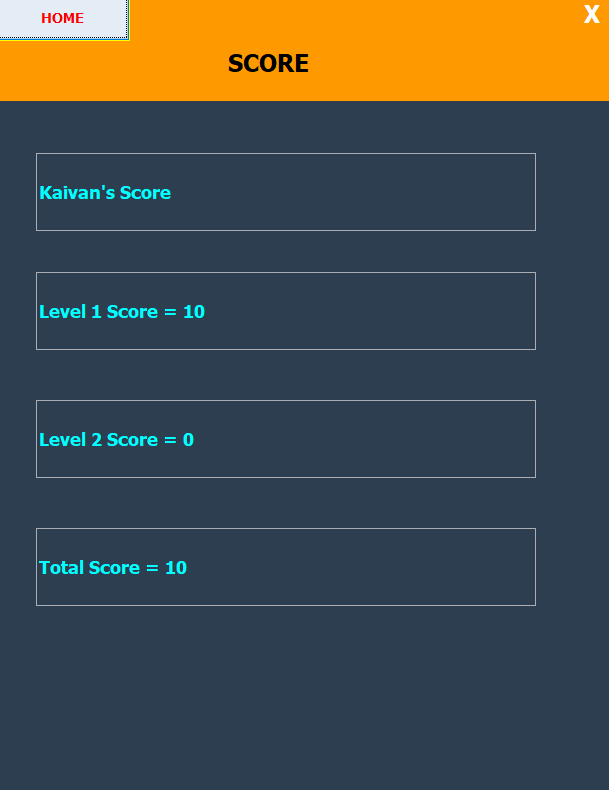 HOME
X
SCORE
Kaivan's Score
Level 1 Score = 10
Level 2 Score = 0
Total Score = 10